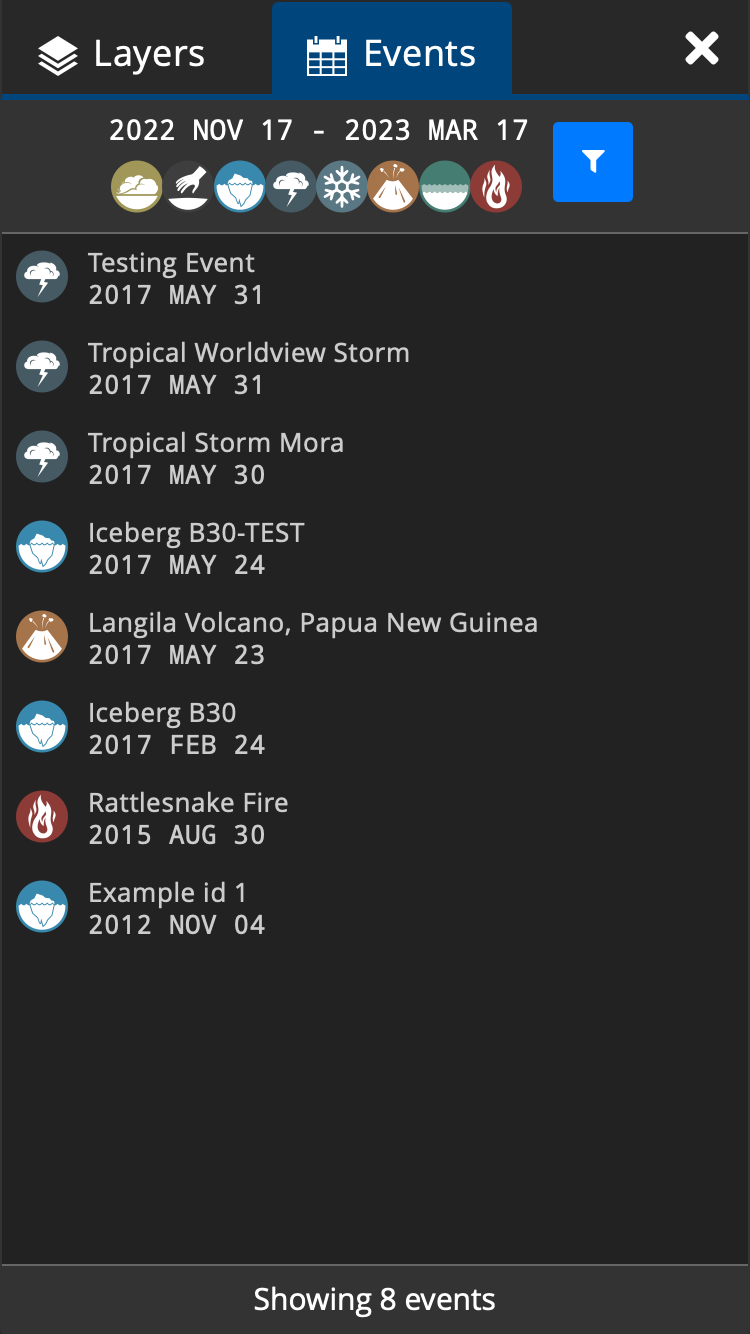 Layers
Events
2022 NOV 17 - 2023 MAR 17
Testing Event
2017 MAY 31
Tropical Worldview Storm
2017 MAY 31
Tropical Storm Mora
2017 MAY 30
Iceberg B30-TEST
2017 MAY 24
Langila Volcano, Papua New Guinea
2017 MAY 23
Iceberg B30
2017 FEB 24
Rattlesnake Fire
2015 AUG 30
Example id 1
2012 NOV 04
Showing 8 events